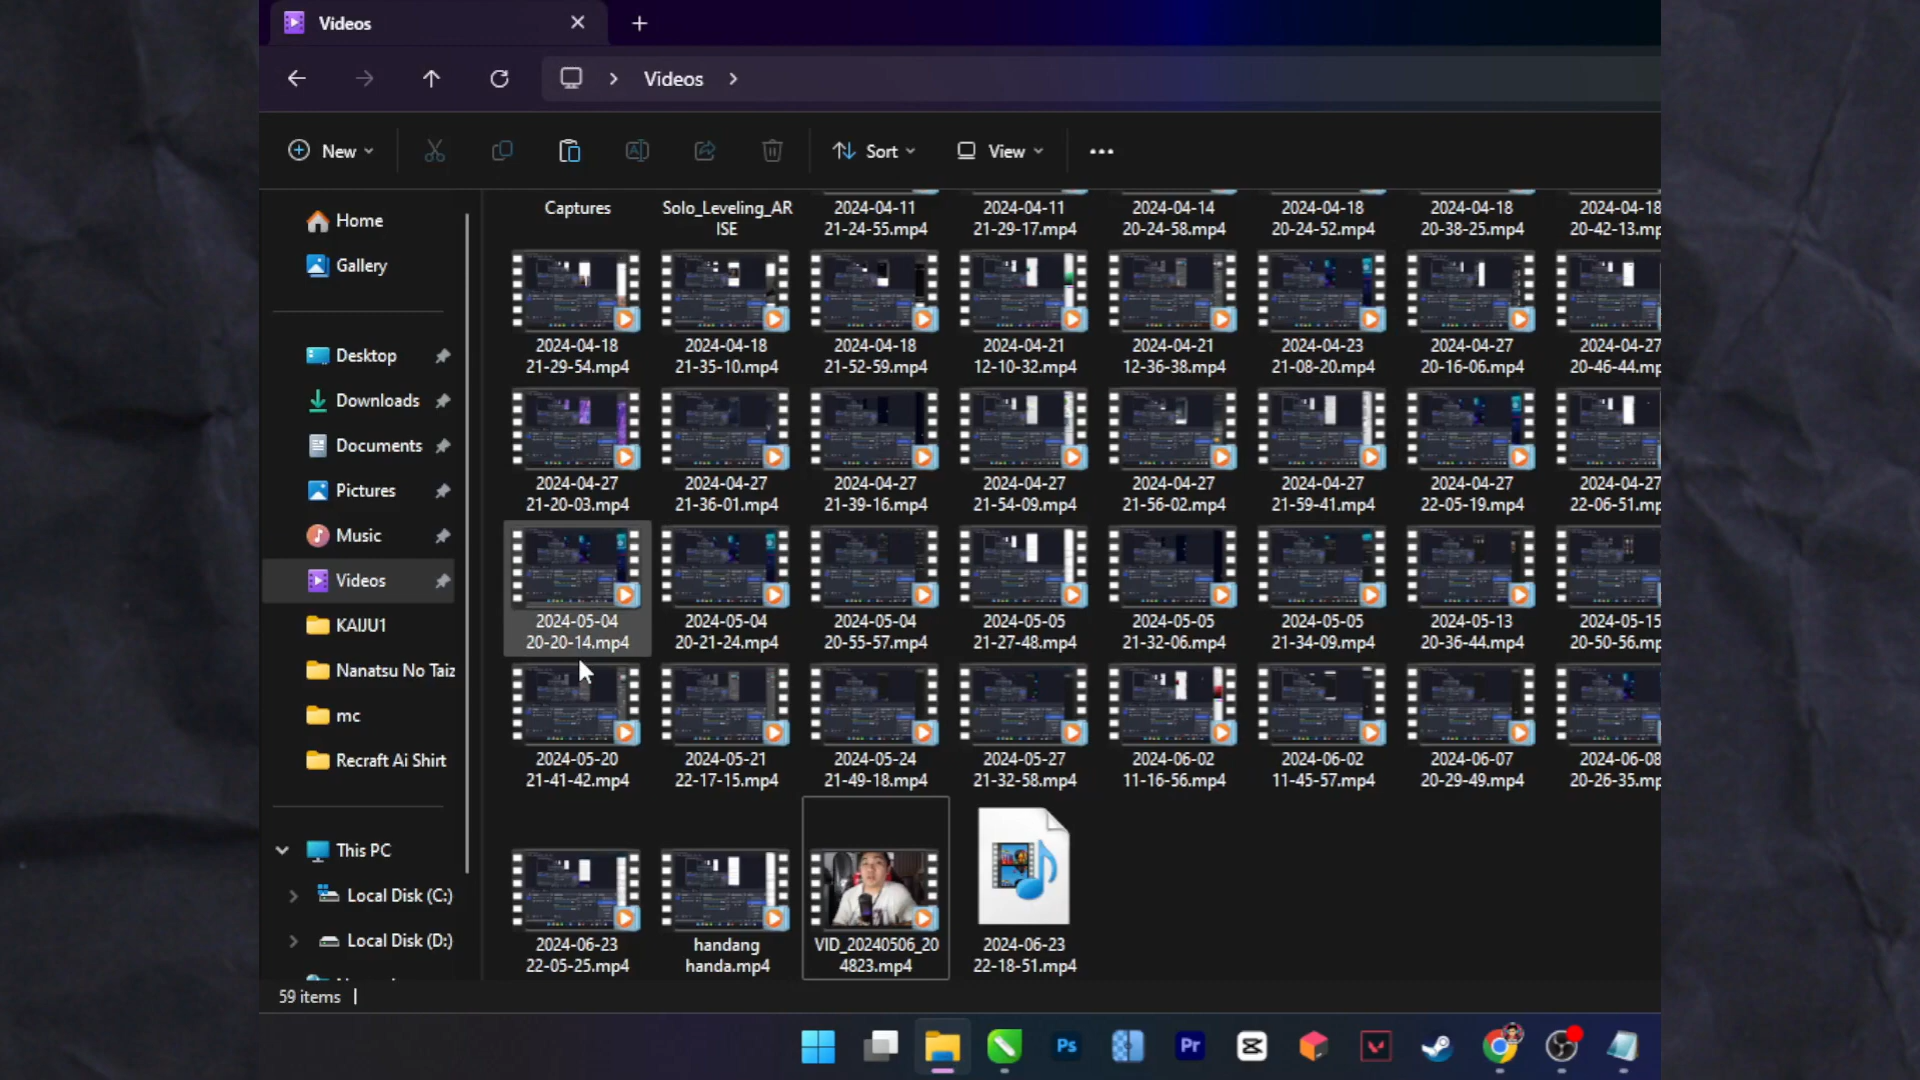 Videos
Videos
New
Sort
View
Home
Gallery
Desktop
Downloads
Documents
Pictures
Music
Videos
KAIJU1
Nanatsu No Taiz
mc
Recraft Ai Shirt
This PC
Local Disk (C:)
Local Disk (D:)
Captures
Solo_Leveling_AR
ISE
2024-04-11
21-24-55.mp4
2024-04-11
21-29-17.mp4
2024-04-14
20-24-58.mp4
2024-04-18
20-24-52.mp4
2024-04-18
20-38-25.mp4
2024-04-18
20-42-13.mp
2024-04-18
21-29-54.mp4
2024-04-18
21-35-10.mp4
2024-04-18
21-52-59.mp4
2024-04-21
12-10-32.mp4
2024-04-21
12-36-38.mp4
2024-04-23
21-08-20.mp4
2024-04-27
20-16-06.mp4
2024-04-27
20-46-44.mp
2024-04-27
21-20-03.mp4
2024-04-27
21-36-01.mp4
2024-04-27
21-39-16.mp4
2024-04-27
21-54-09.mp4
2024-04-27
21-56-02.mp4
2024-04-27
21-59-41.mp4
2024-04-27
22-05-19.mp4
2024-04-27
22-06-51.mp
2024-05-04
20-20-14.mp4
2024-05-04
20-21-24.mp4
2024-05-04
20-55-57.mp4
2024-05-05
21-27-48.mp4
2024-05-05
21-32-06.mp4
2024-05-05
21-34-09.mp4
2024-05-13
20-36-44.mp4
2024-05-15
20-50-56.mp
2024-05-20
21-41-42.mp4
2024-05-21
22-17-15.mp4
2024-05-24
21-49-18.mp4
2024-05-27
21-32-58.mp4
2024-06-02
11-16-56.mp4
2024-06-02
11-45-57.mp4
2024-06-07
20-29-49.mp4
2024-06-08
20-26-35.mp
2024-06-23
22-05-25.mp4
handang
handa.mp4
VID_20240506_20
4823.mp4
2024-06-23
22-18-51.mp4
59 items
Ps
Pr